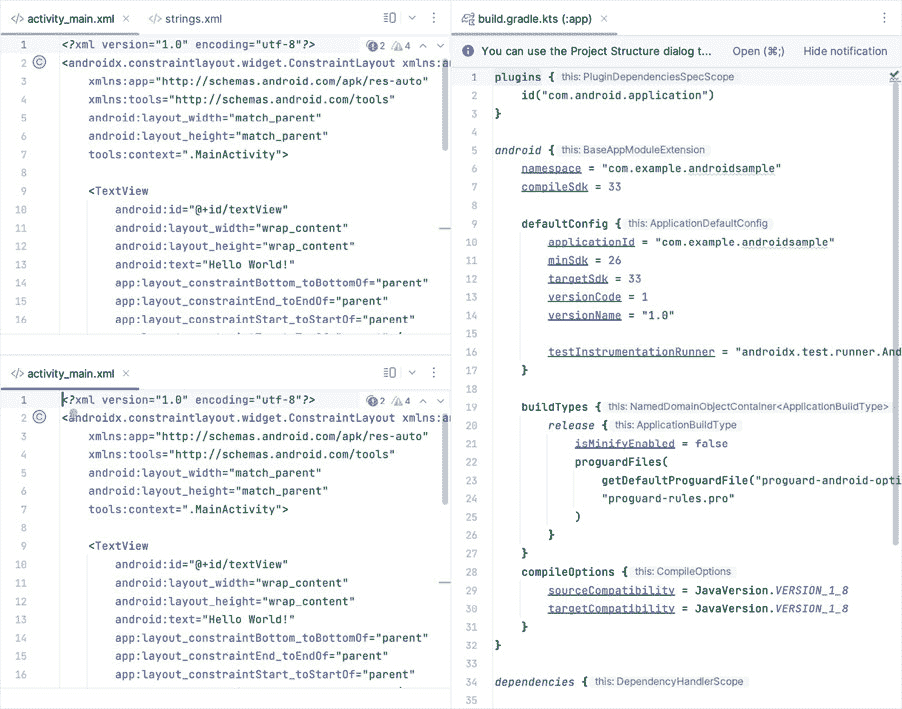 activity_main.xml
strings.xml
1 <?xml version="1.0" encoding="utf-8"?> 2 4
2 <androidx.constraintlayout.widget.ConstraintLayout xmlns:a
3 xmlns:app="http://schemas.android.com/apk/res-auto"
4 xmlns:tools="http://schemas.android.com/tools"
5 android:layout_width="match_parent"
6 android:layout_height="match_parent"
7 tools:context=".MainActivity">
8
9 <TextView
10 android:id="@+id/textView"
11 android:layout_width="wrap_content"
12 android:layout_height="wrap_content"
13 android:text="Hello World!"
14 app:layout_constraintBottom_toBottomOf="parent"
15 app:layout_constraintEnd_toEndOf="parent"
16 app:layout_constraintStart_toStartOf="parent"
activity_main.xml
1 <?xml version="1.0" encoding="utf-8"?> 2 4
2 <androidx.constraintlayout.widget.ConstraintLayout xmlns:a
3 xmlns:app="http://schemas.android.com/apk/res-auto"
4 xmlns:tools="http://schemas.android.com/tools"
5 android:layout_width="match_parent"
6 android:layout_height="match_parent"
7 tools:context=".MainActivity">
8
9 <TextView
10 android:id="@+id/textView"
11 android:layout_width="wrap_content"
12 android:layout_height="wrap_content"
13 android:text="Hello World!"
14 app:layout_constraintBottom_toBottomOf="parent"
15 app:layout_constraintEnd_toEndOf="parent"
16 app:layout_constraintStart_toStartOf="parent"
build.gradle.kts (:app)
You can use the Project Structure dialog t... Open (⌘;) Hide notification
1 plugins { this: PluginDependenciesSpecScope
2 id("com.android.application")
3 }
4
5 android { this: BaseAppModuleExtension
6 namespace = "com.example.androidsample"
7 compileSdk = 33
8
9 defaultConfig { this: ApplicationDefaultConfig
10 applicationId = "com.example.androidsample"
11 minSdk = 26
12 targetSdk = 33
13 versionCode = 1
14 versionName = "1.0"
15
16 testInstrumentationRunner = "androidx.test.runner.And
17 }
18
19 buildTypes { this: NamedDomainObjectContainer<ApplicationBuildType>
20 release { this: ApplicationBuildType
21 isMinifyEnabled = false
22 proguardFiles(
23 getDefaultProguardFile("proguard-android-opti
24 "proguard-rules.pro"
25 )
26 }
27 }
28 compileOptions { this: CompileOptions
29 sourceCompatibility = JavaVersion.VERSION_1_8
30 targetCompatibility = JavaVersion.VERSION_1_8
31 }
32 }
33
34 dependencies { this: DependencyHandlerScope
35